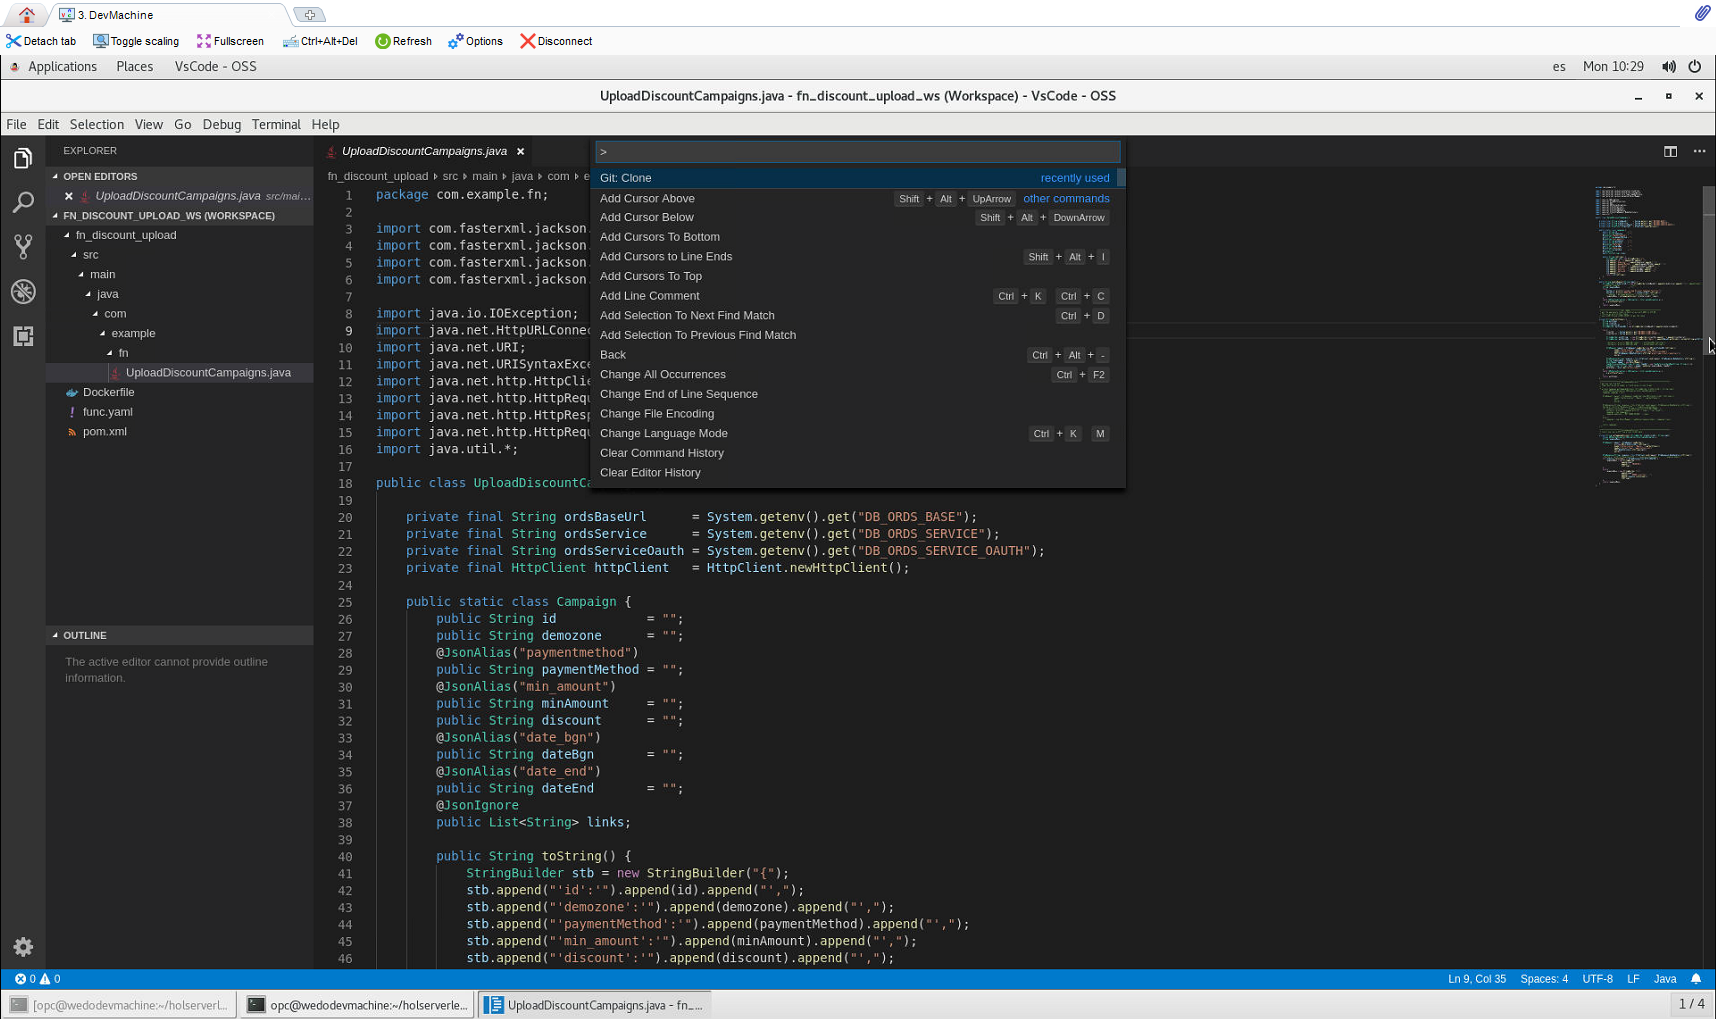 3. DevMachine
Detach tab Toggle scaling Fullscreen Ctrl+Alt+Del Refresh Options Disconnect
Applications Places VsCode - OSS es Mon 10:29
UploadDiscountCampaigns.java - fn_discount_upload_ws (Workspace) - VsCode - OSS
File Edit Selection View Go Debug Terminal Help
EXPLORER
OPEN EDITORS
UploadDiscountCampaigns.java src/mai...
FN_DISCOUNT_UPLOAD_WS (WORKSPACE)
fn_discount_upload
src
main
java
com
example
fn
UploadDiscountCampaigns.java
Dockerfile
! func.yaml
pom.xml
OUTLINE
The active editor cannot provide outline
information.
UploadDiscountCampaigns.java
fn_discount_upload src main java com e
>
Git: Clone recently used
Add Cursor Above Shift + Alt + UpArrow other commands
Add Cursor Below Shift + Alt + DownArrow
Add Cursors To Bottom
Add Cursors to Line Ends Shift + Alt + I
Add Cursors To Top
Add Line Comment Ctrl + K Ctrl + C
Add Selection To Next Find Match Ctrl + D
Add Selection To Previous Find Match
Back Ctrl + Alt + -
Change All Occurrences Ctrl + F2
Change End of Line Sequence
Change File Encoding
Change Language Mode Ctrl + K M
Clear Command History
Clear Editor History
1 package com.example.fn;
2
3 import com.fasterxml.jackson.
4 import com.fasterxml.jackson.
5 import com.fasterxml.jackson.
6 import com.fasterxml.jackson.
7
8 import java.io.IOException;
9 import java.net.HttpURLConnec
10 import java.net.URI;
11 import java.net.URISyntaxExce
12 import java.net.http.HttpClie
13 import java.net.http.HttpRequ
14 import java.net.http.HttpResp
15 import java.net.http.HttpRequ
16 import java.util.*;
17
18 public class UploadDiscountCa
19
20 private final String ordsBaseUrl = System.getenv().get("DB_ORDS_BASE");
21 private final String ordsService = System.getenv().get("DB_ORDS_SERVICE");
22 private final String ordsServiceOauth = System.getenv().get("DB_ORDS_SERVICE_OAUTH");
23 private final HttpClient httpClient = HttpClient.newHttpClient();
24
25 public static class Campaign {
26 public String id = "";
27 public String demozone = "";
28 @JsonAlias("paymentmethod")
29 public String paymentMethod = "";
30 @JsonAlias("min_amount")
31 public String minAmount = "";
32 public String discount = "";
33 @JsonAlias("date_bgn")
34 public String dateBgn = "";
35 @JsonAlias("date_end")
36 public String dateEnd = "";
37 @JsonIgnore
38 public List<String> links;
39
40 public String toString() {
41 StringBuilder stb = new StringBuilder("{");
42 stb.append("'id':'").append(id).append("',");
43 stb.append("'demozone':'").append(demozone).append("',");
44 stb.append("'paymentMethod':'").append(paymentMethod).append("',");
45 stb.append("'min_amount':'").append(minAmount).append("',");
46 stb.append("'discount':'").append(discount).append("',");
0 0 Ln 9, Col 35 Spaces: 4 UTF-8 LF Java
[opc@wedodevmachine:~/holserverl... opc@wedodevmachine:~/holserverle... UploadDiscountCampaigns.java - fn_... 1 / 4